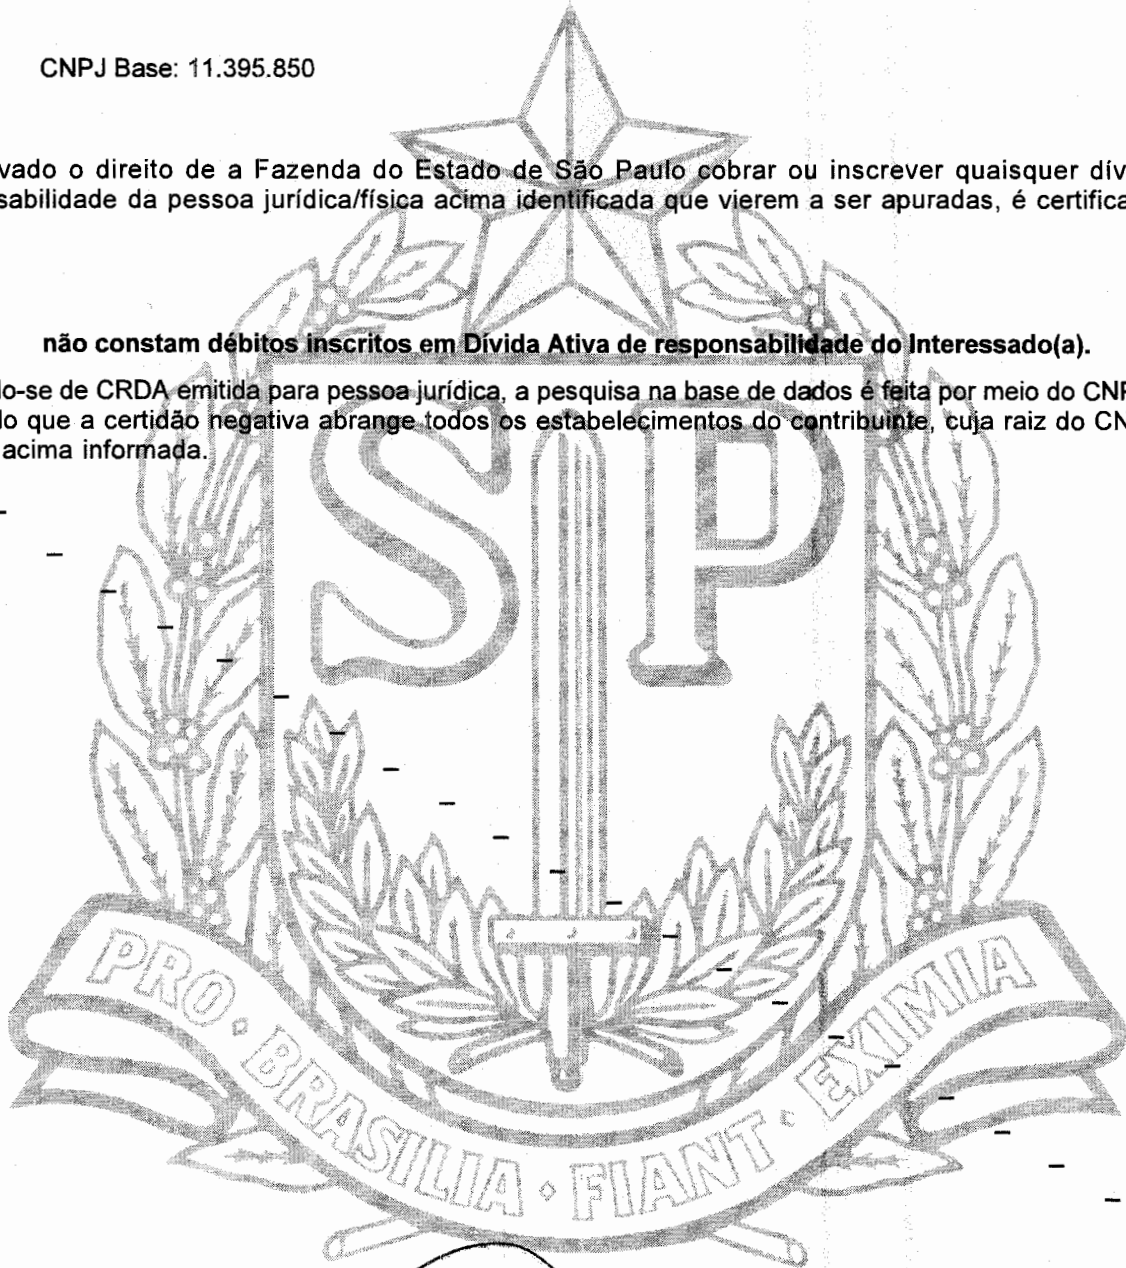 CNPJ Base: 11.395.850
vado o direito de a Fazenda do Estado de São Paulo cobrar ou inscrever quaisquer dív
sabilidade da pessoa jurídica/física acima identificada que vierem a ser apuradas, é certifica
não constam débitos inscritos em Dívida Ativa de responsabilidade do Interessado(a).
lo-se de CRDA emitida para pessoa jurídica, a pesquisa na base de dados é feita por meio do CNP
lo que a certidão negativa abrange todos os estabelecimentos do contribuinte, cuja raiz do CN
acima informada.
SP
PRO · BRASILIA · FIANT · EXIMIA